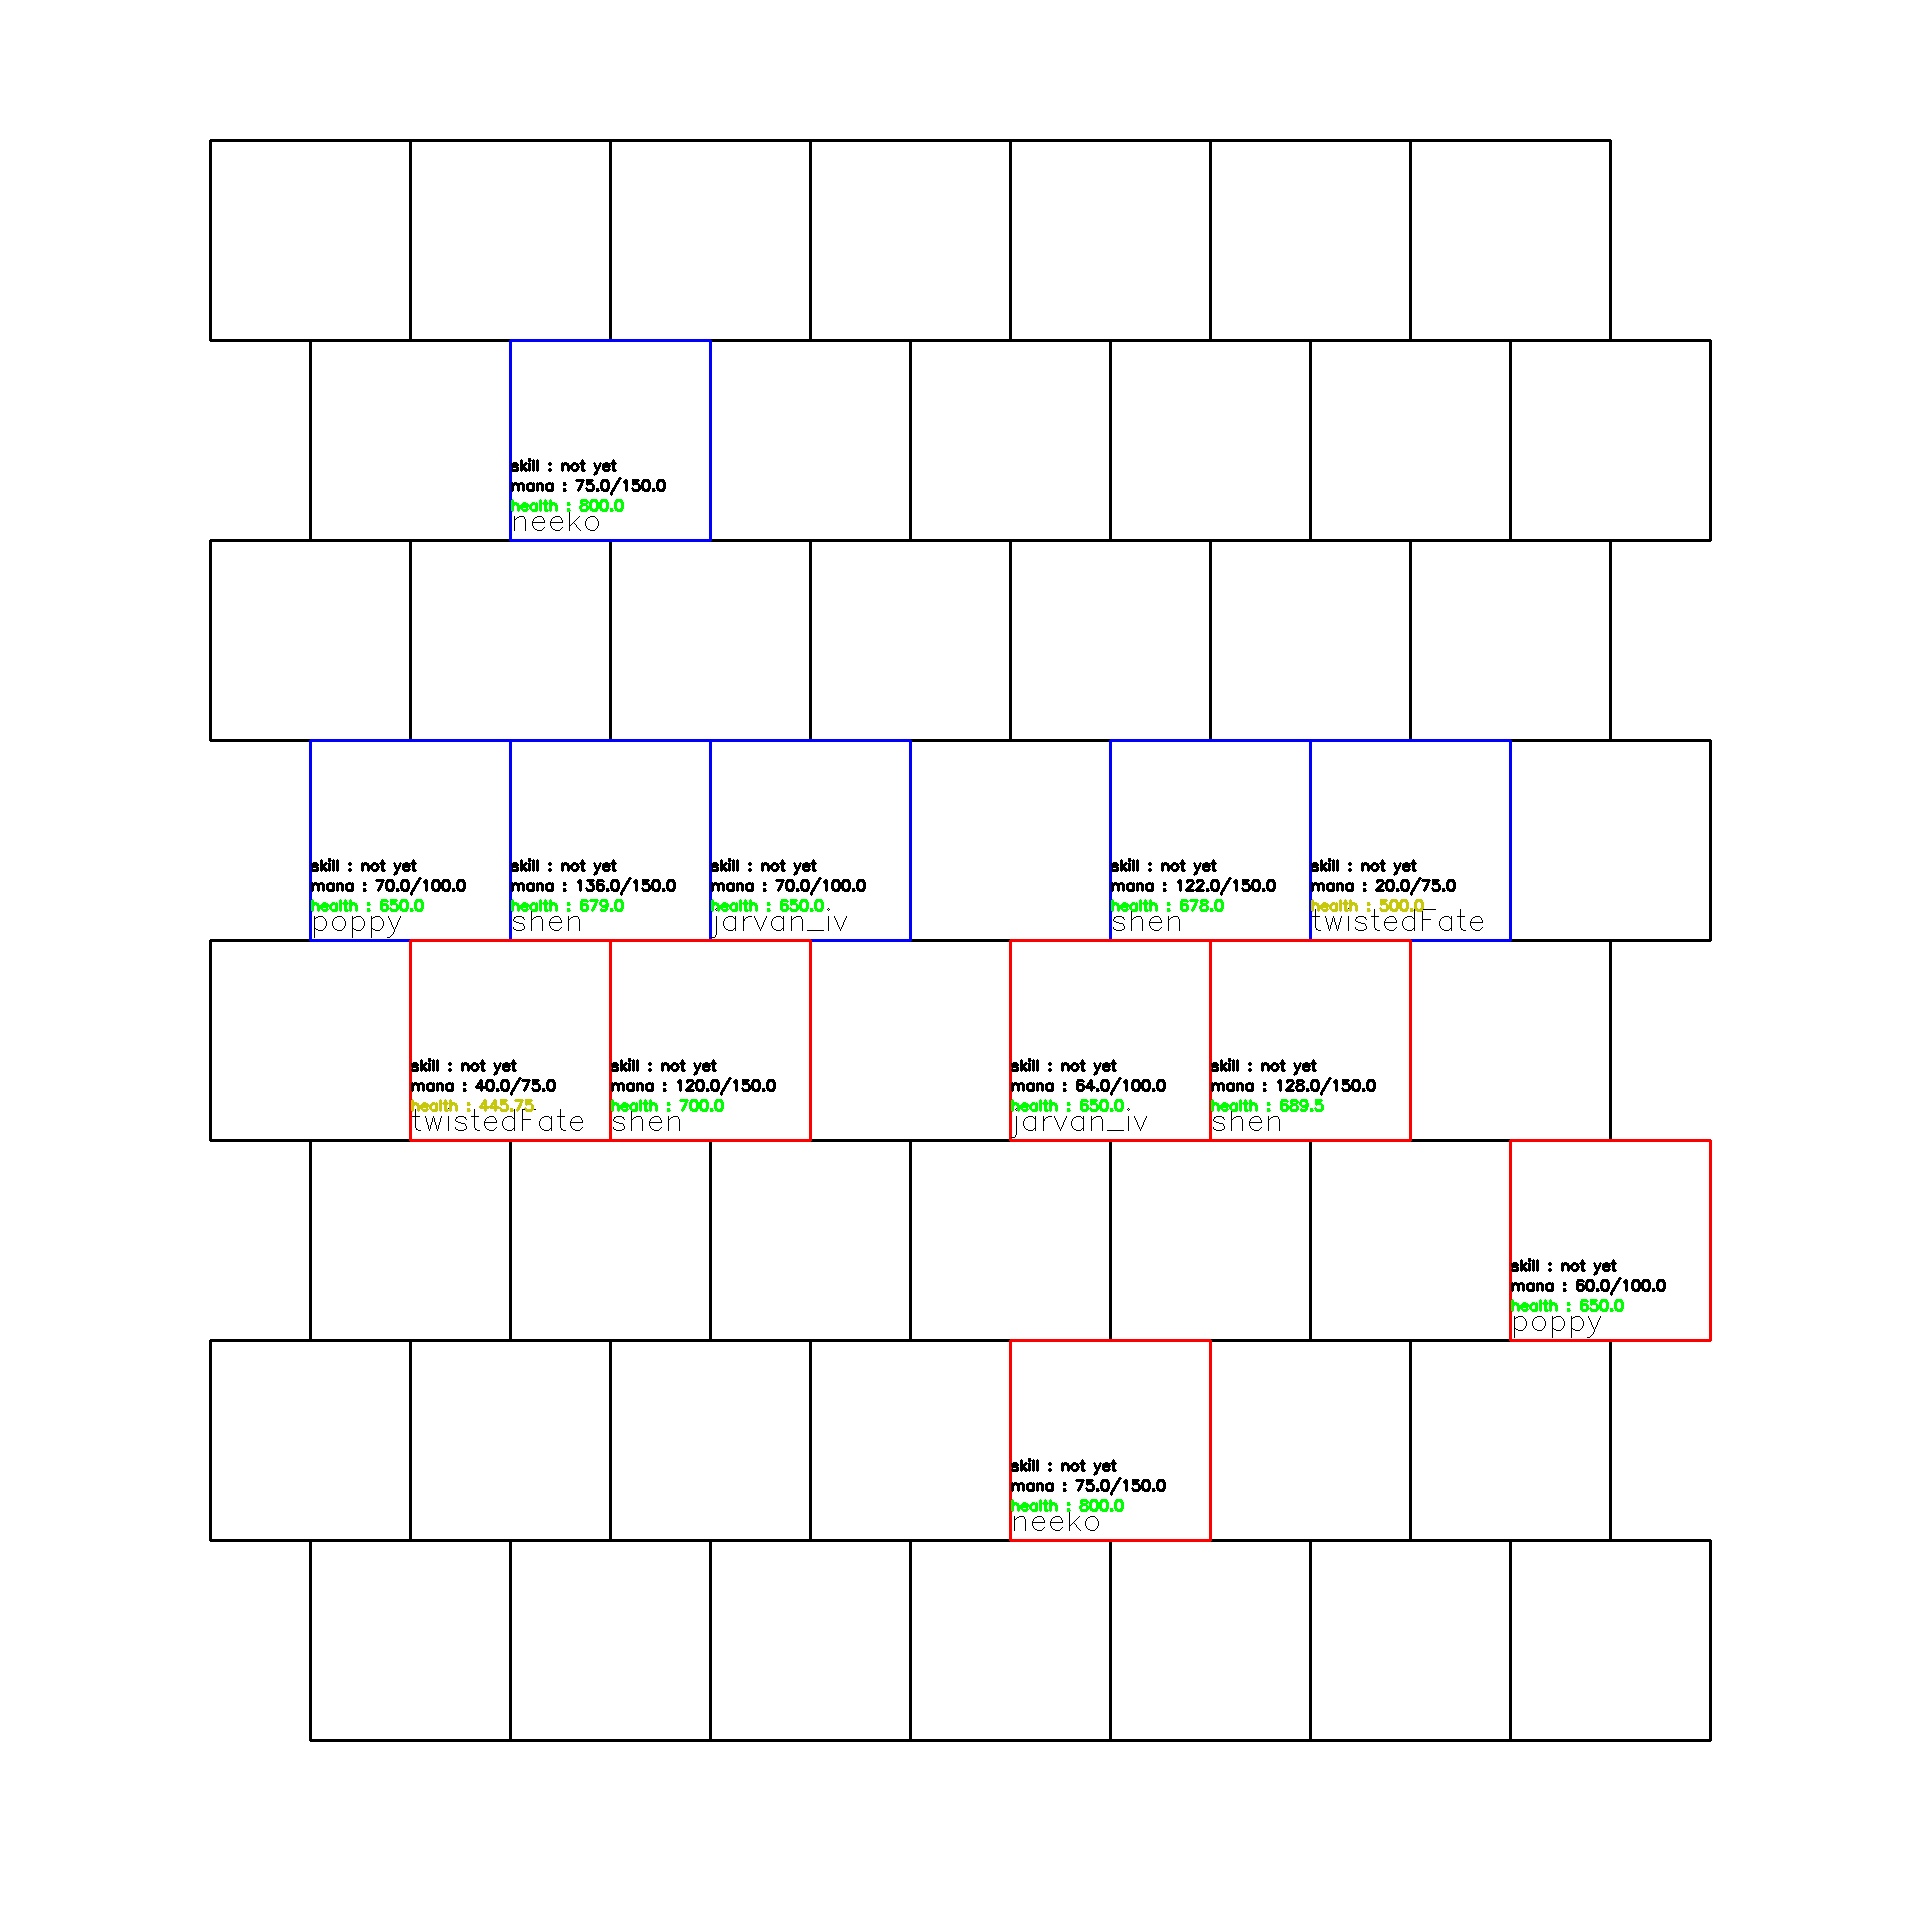 skill : not yet
mana : 75.0/150.0
health : 800.0
neeko
skill : not yet
mana : 70.0/100.0
health : 650.0
poppy
skill : not yet
mana : 136.0/150.0
health : 679.0
shen
skill : not yet
mana : 70.0/100.0
health : 650.0
jarvan_iv
skill : not yet
mana : 122.0/150.0
health : 678.0
shen
skill : not yet
mana : 20.0/75.0
health : 500.0
twistedFate
skill : not yet
mana : 40.0/75.0
health : 445.75
twistedFate
skill : not yet
mana : 120.0/150.0
health : 700.0
shen
skill : not yet
mana : 64.0/100.0
health : 650.0
jarvan_iv
skill : not yet
mana : 128.0/150.0
health : 689.5
shen
skill : not yet
mana : 60.0/100.0
health : 650.0
poppy
skill : not yet
mana : 75.0/150.0
health : 800.0
neeko